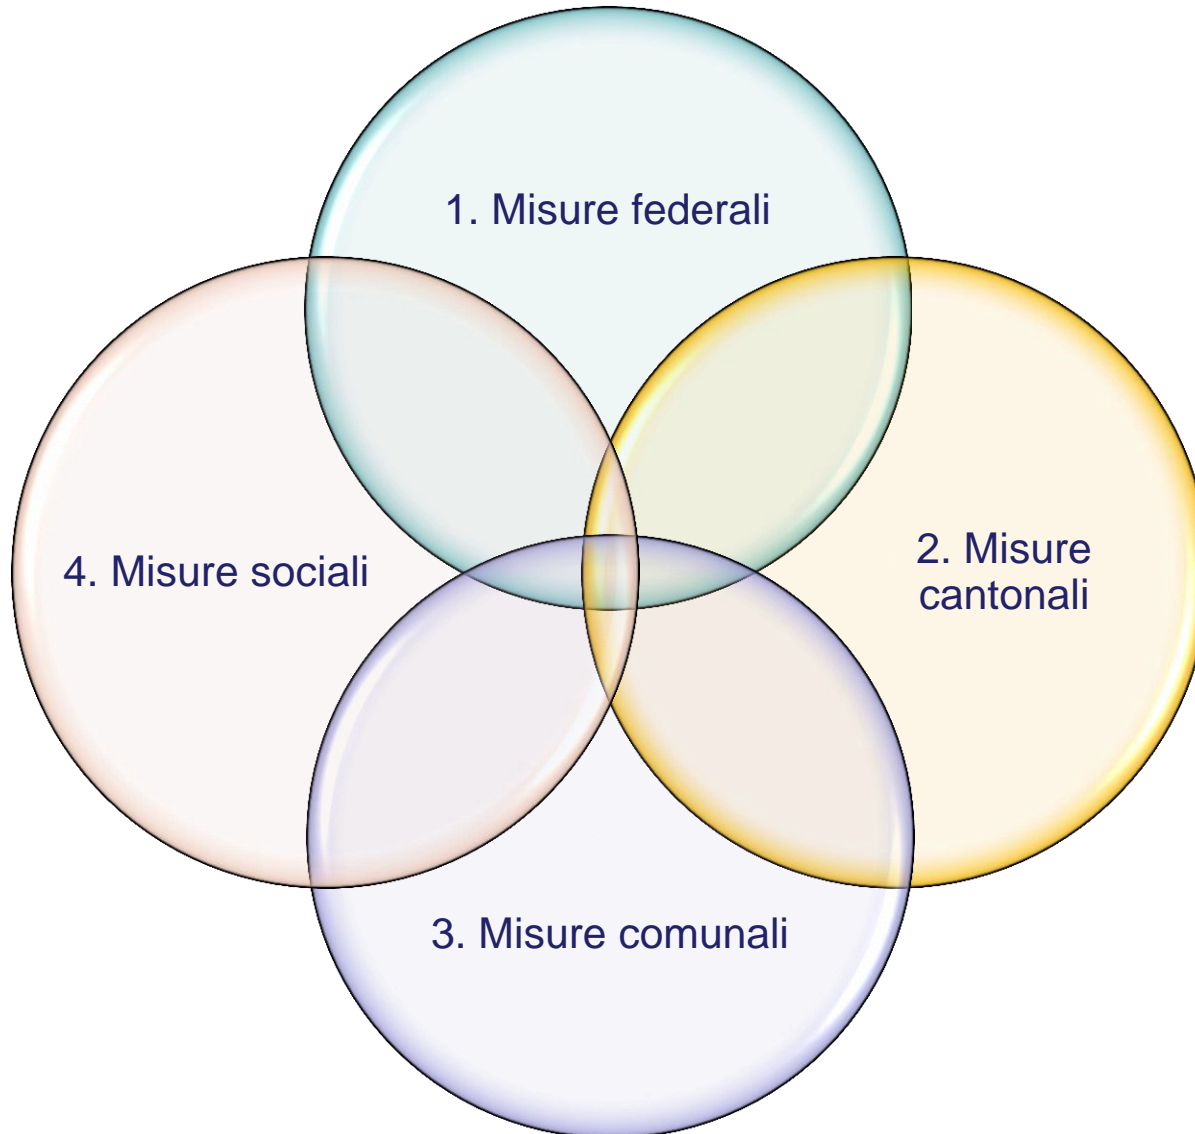 1. Misure federali
2. Misure
cantonali
4. Misure sociali
3. Misure comunali